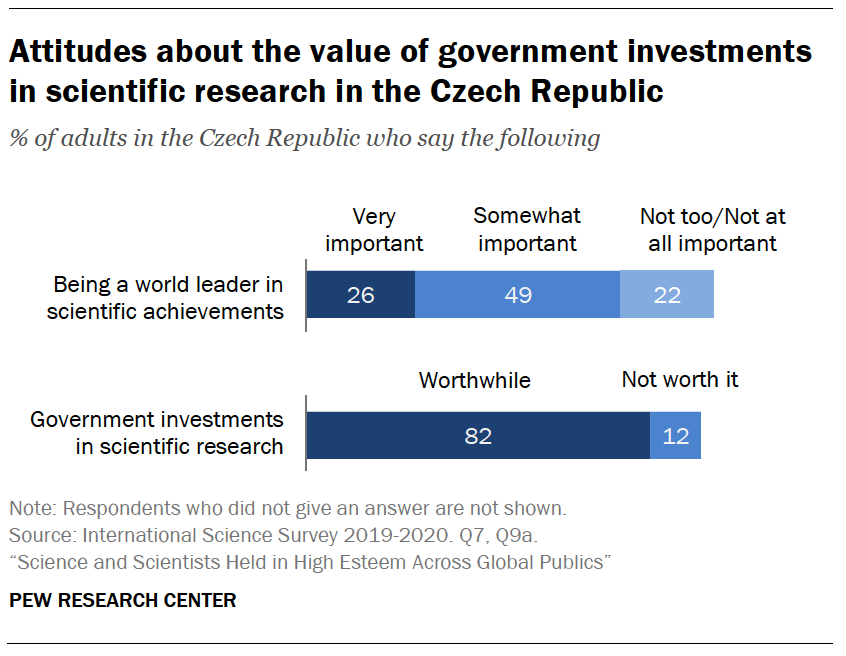 Attitudes about the value of government investments
in scientific research in the Czech Republic
% of adults in the Czech Republic who say the following
Very
important
Somewhat
important
Not too/Not at
all important
Being a world leader in
scientific achievements
26
49
22
Worthwhile
Not worth it
Government investments
in scientific research
82
12
Note: Respondents who did not give an answer are not shown.
Source: International Science Survey 2019-2020. Q7, Q9a.
“Science and Scientists Held in High Esteem Across Global Publics”
PEW RESEARCH CENTER